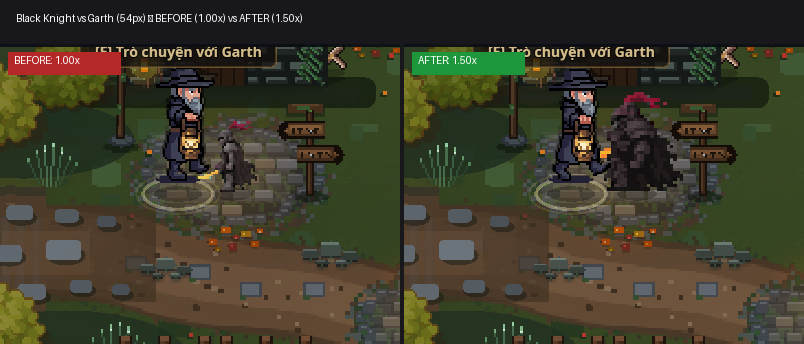 Black Knight vs Garth (54px) ▯ BEFORE (1.00x) vs AFTER (1.50x)
[E] Trò chuyện với Garth
BEFORE: 1.00x
[E] Trò chuyện với Garth
AFTER: 1.50x